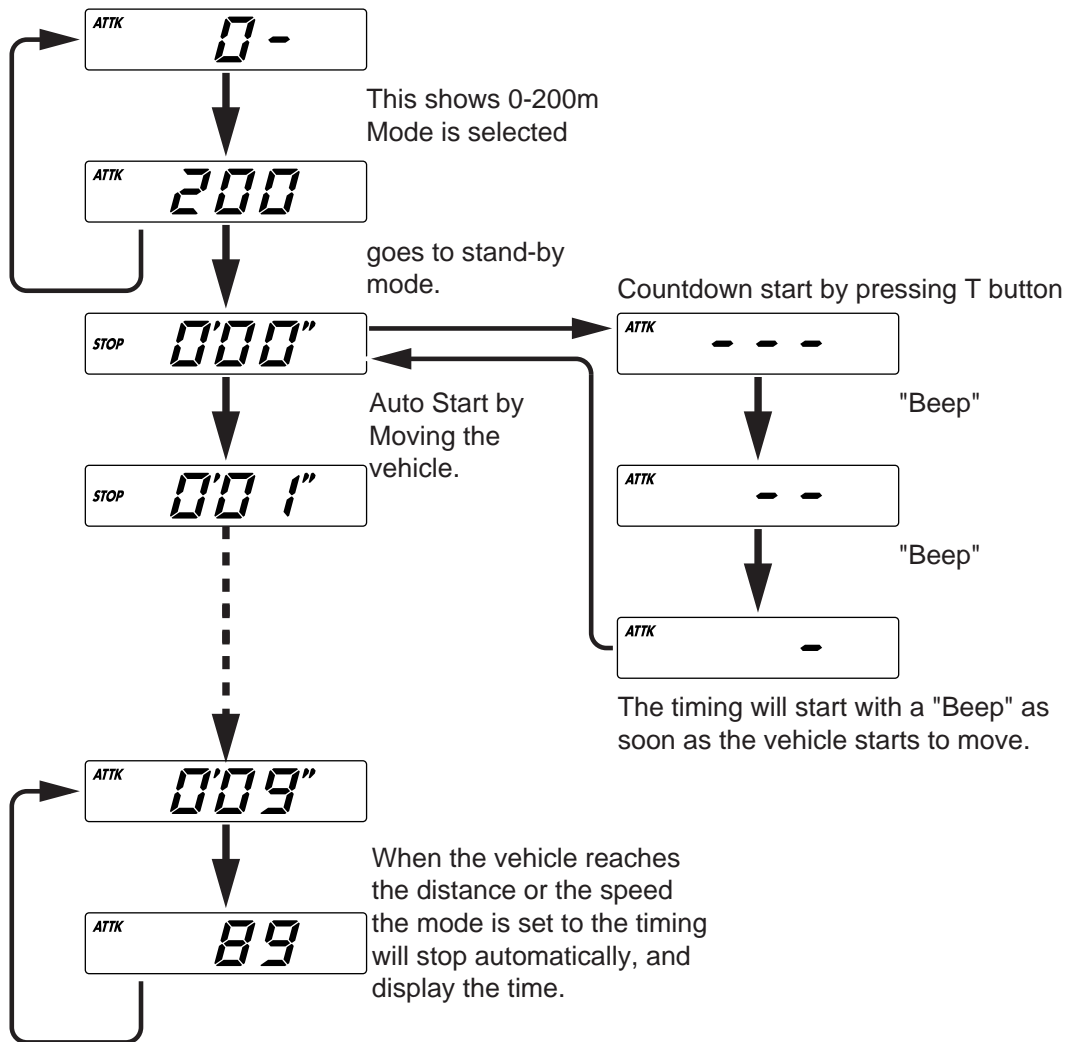 ATTK 0-
This shows 0-200m
Mode is selected
ATTK 200
goes to stand-by
mode.
STOP 0'00"
Auto Start by
Moving the
vehicle.
STOP 0'01"
Countdown start by pressing T button
ATTK - - -
"Beep"
ATTK - -
"Beep"
ATTK -
The timing will start with a "Beep" as
soon as the vehicle starts to move.
ATTK 0'09"
When the vehicle reaches
the distance or the speed
the mode is set to the timing
will stop automatically, and
display the time.
ATTK 89